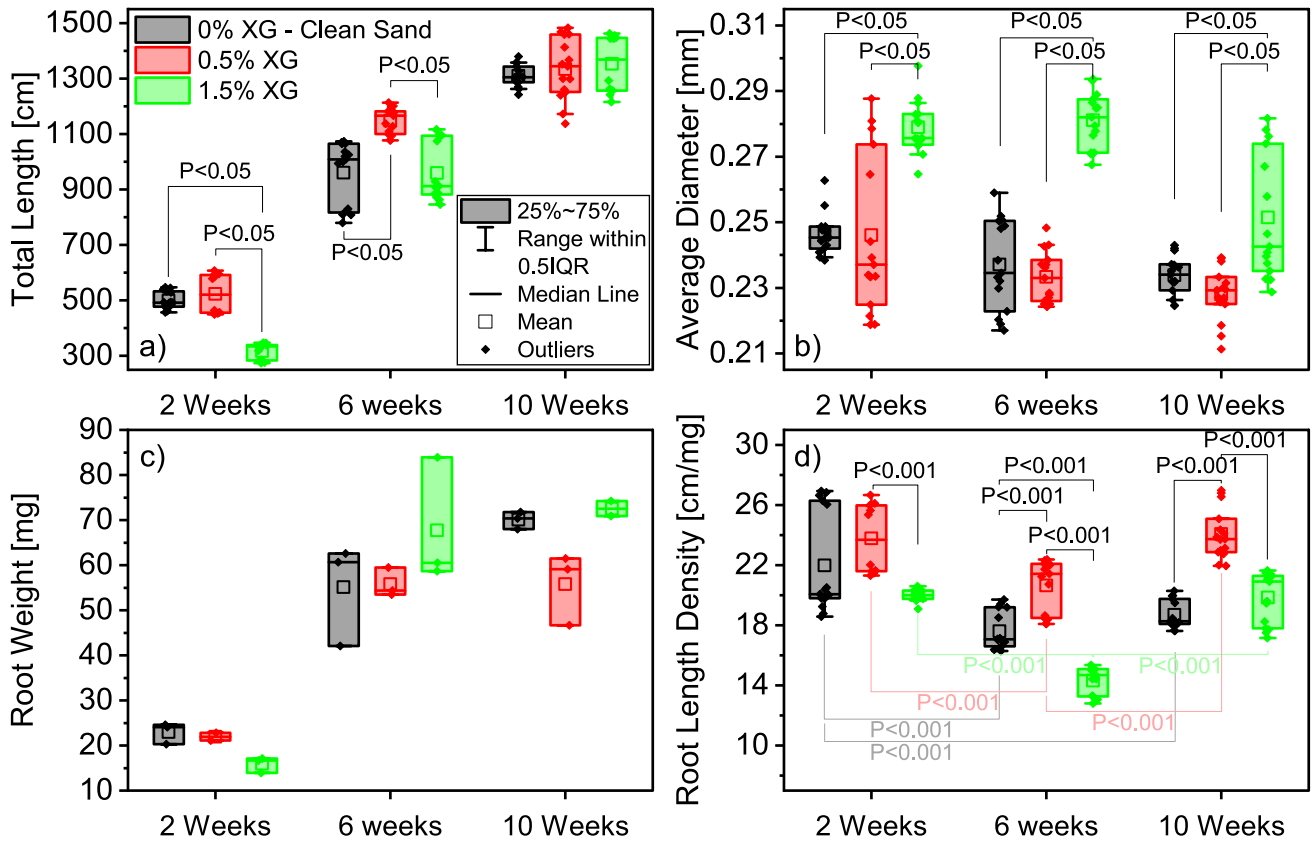 1500
1300
1100
900
700
500
300
Total Length [cm]
0% XG - Clean Sand
0.5% XG
1.5% XG
P<0.05
P<0.05
P<0.05
P<0.05
25%~75%
Range within
0.5IQR
Median Line
Mean
Outliers
a)
2 Weeks
6 weeks
10 Weeks
0.29
0.27
0.25
0.23
0.21
Average Diameter [mm]
P<0.05
P<0.05
P<0.05
P<0.05
P<0.05
P<0.05
b)
2 Weeks
6 weeks
10 Weeks
90
80
70
60
50
40
30
20
10
Root Weight [mg]
c)
2 Weeks
6 weeks
10 Weeks
30
26
22
18
14
10
Root Length Density [cm/mg]
d)
P<0.001
P<0.001
P<0.001
P<0.001
P<0.001
P<0.001
P<0.001
P<0.001
P<0.001
P<0.001
P<0.001
P<0.001
2 Weeks
6 weeks
10 Weeks